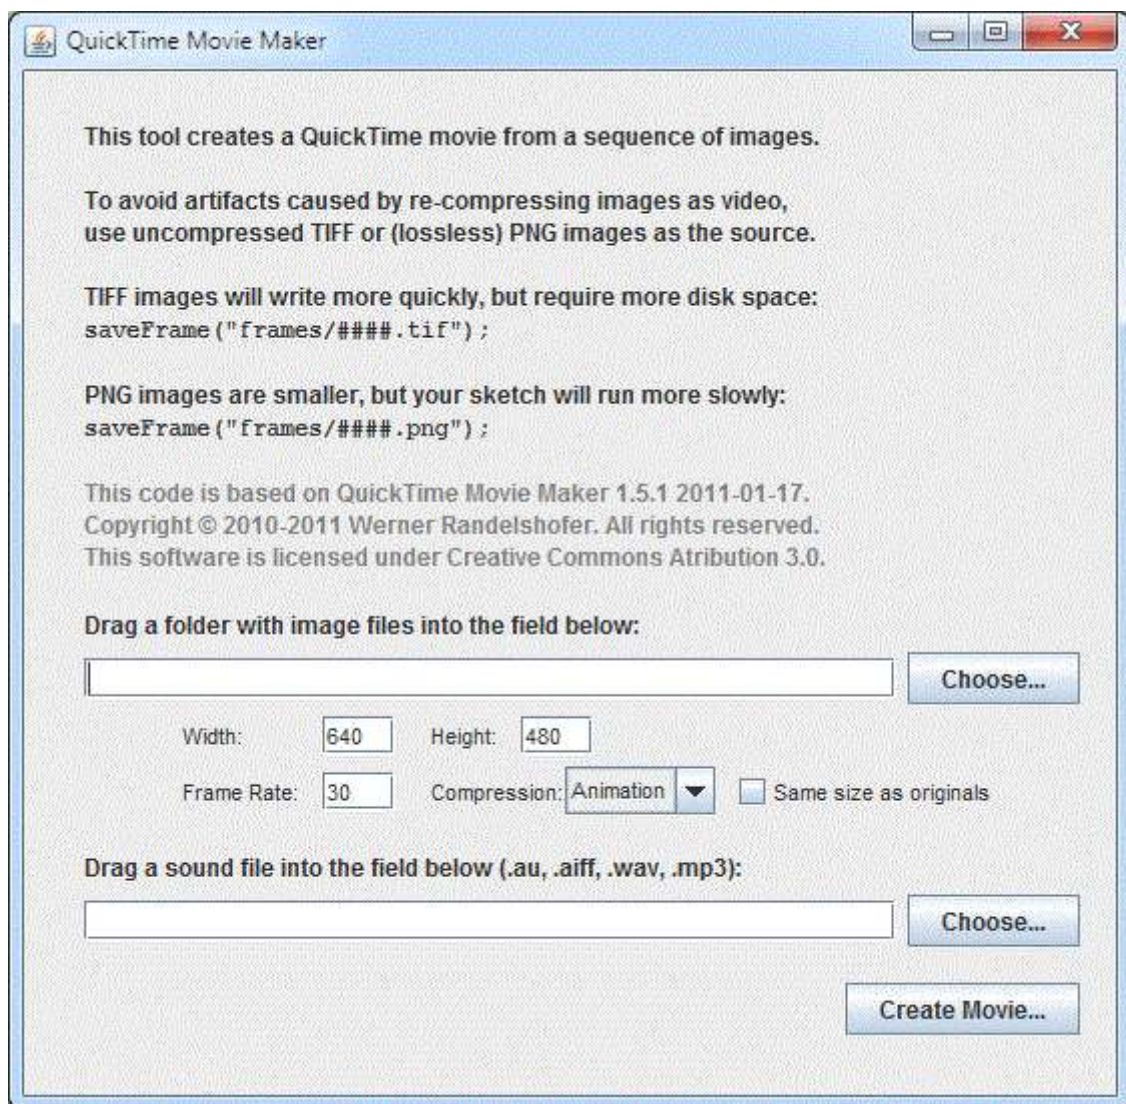 QuickTime Movie Maker
This tool creates a QuickTime movie from a sequence of images.
To avoid artifacts caused by re-compressing images as video,
use uncompressed TIFF or (lossless) PNG images as the source.
TIFF images will write more quickly, but require more disk space:
saveFrame("frames/####.tif");
PNG images are smaller, but your sketch will run more slowly:
saveFrame("frames/####.png");
This code is based on QuickTime Movie Maker 1.5.1 2011-01-17.
Copyright © 2010-2011 Werner Randelshofer. All rights reserved.
This software is licensed under Creative Commons Atribution 3.0.
Drag a folder with image files into the field below:
Choose...
Width: 640 Height: 480
Frame Rate: 30 Compression: Animation Same size as originals
Drag a sound file into the field below (.au, .aiff, .wav, .mp3):
Choose...
Create Movie...